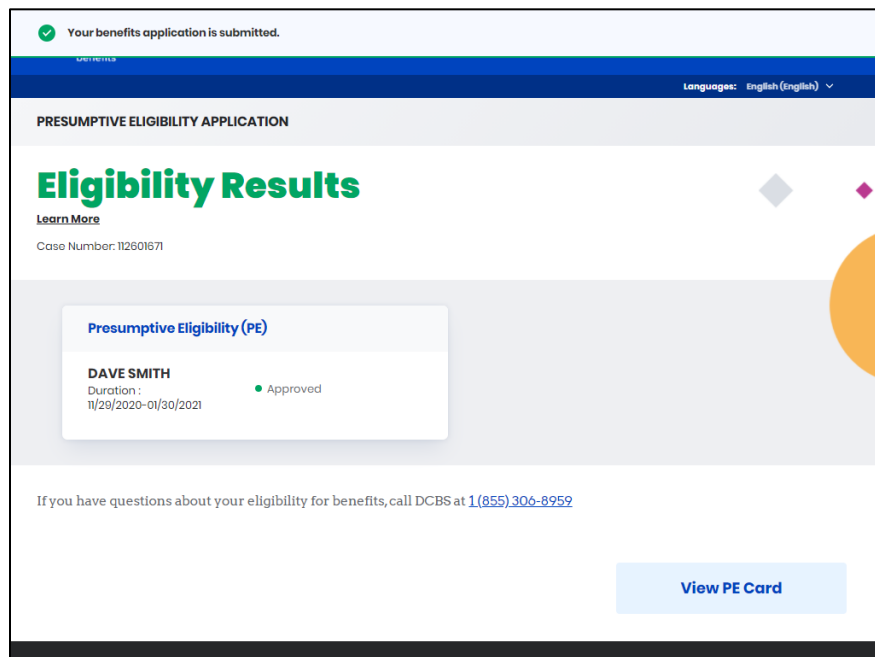 Your benefits application is submitted.
benefits
Languages: English (English)
PRESUMPTIVE ELIGIBILITY APPLICATION
Eligibility Results
Learn More
Case Number: 112601671
Presumptive Eligibility (PE)
DAVE SMITH
Duration :
Approved
11/29/2020-01/30/2021
If you have questions about your eligibility for benefits, call DCBS at 1 (855) 306-8959
View PE Card